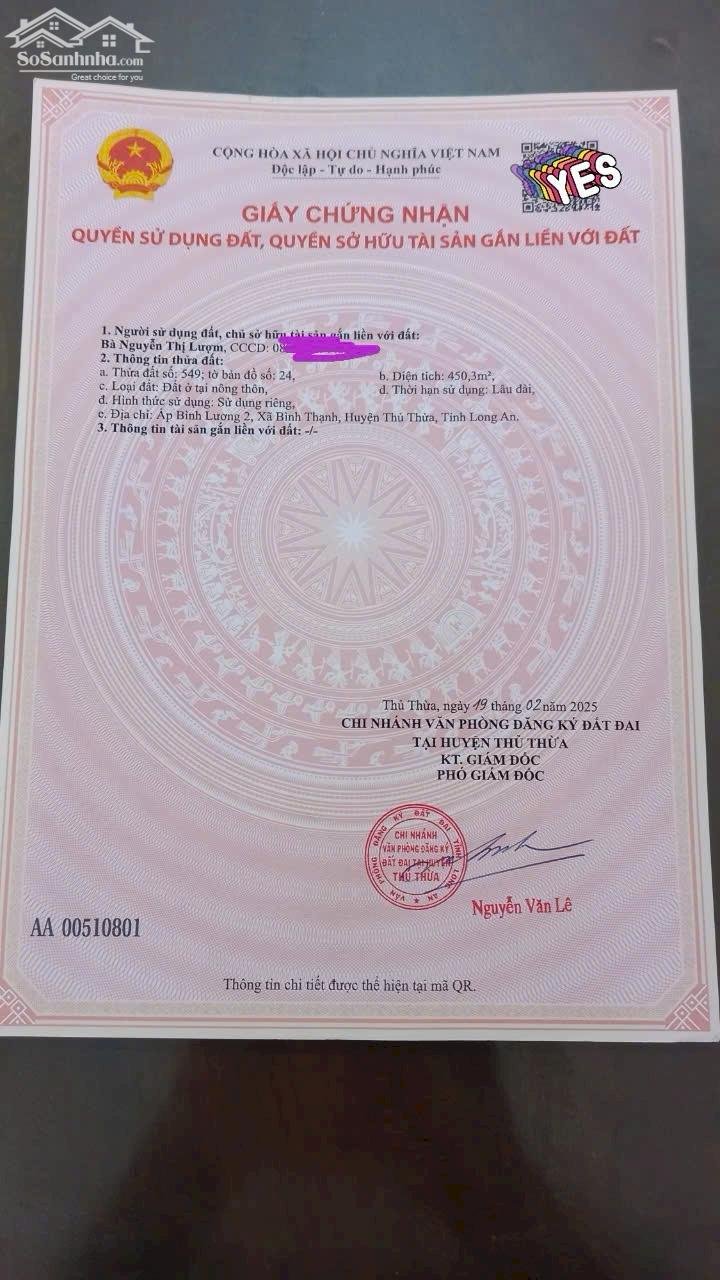 SoSanhnha.com
Great choice for you
CỘNG HÒA XÃ HỘI CHỦ NGHĨA VIỆT NAM
Độc lập - Tự do - Hạnh phúc
YES
GIẤY CHỨNG NHẬN
QUYỀN SỬ DỤNG ĐẤT, QUYỀN SỞ HỮU TÀI SẢN GẮN LIỀN VỚI ĐẤT
1. Người sử dụng đất, chủ sở hữu tài sản gắn liền với đất:
Bà Nguyễn Thị Lượm, CCCD: 08
2. Thông tin thửa đất:
a. Thửa đất số: 549; tờ bản đồ số: 24, b. Diện tích: 450,3m²,
c. Loại đất: Đất ở tại nông thôn, d. Thời hạn sử dụng: Lâu dài,
đ. Hình thức sử dụng: Sử dụng riêng,
e. Địa chỉ: Ấp Bình Lương 2, Xã Bình Thạnh, Huyện Thủ Thừa, Tỉnh Long An.
3. Thông tin tài sản gắn liền với đất: -/-
Thủ Thừa, ngày 19 tháng 02 năm 2025
CHI NHÁNH VĂN PHÒNG ĐĂNG KÝ ĐẤT ĐAI
TẠI HUYỆN THỦ THỪA
KT. GIÁM ĐỐC
PHÓ GIÁM ĐỐC
VĂN PHÒNG ĐĂNG KÝ ĐẤT ĐAI TỈNH LONG AN
CHI NHÁNH
VĂN PHÒNG ĐĂNG KÝ
ĐẤT ĐAI TẠI HUYỆN
THỦ THỪA
Nguyễn Văn Lê
AA 00510801
Thông tin chi tiết được thể hiện tại mã QR.